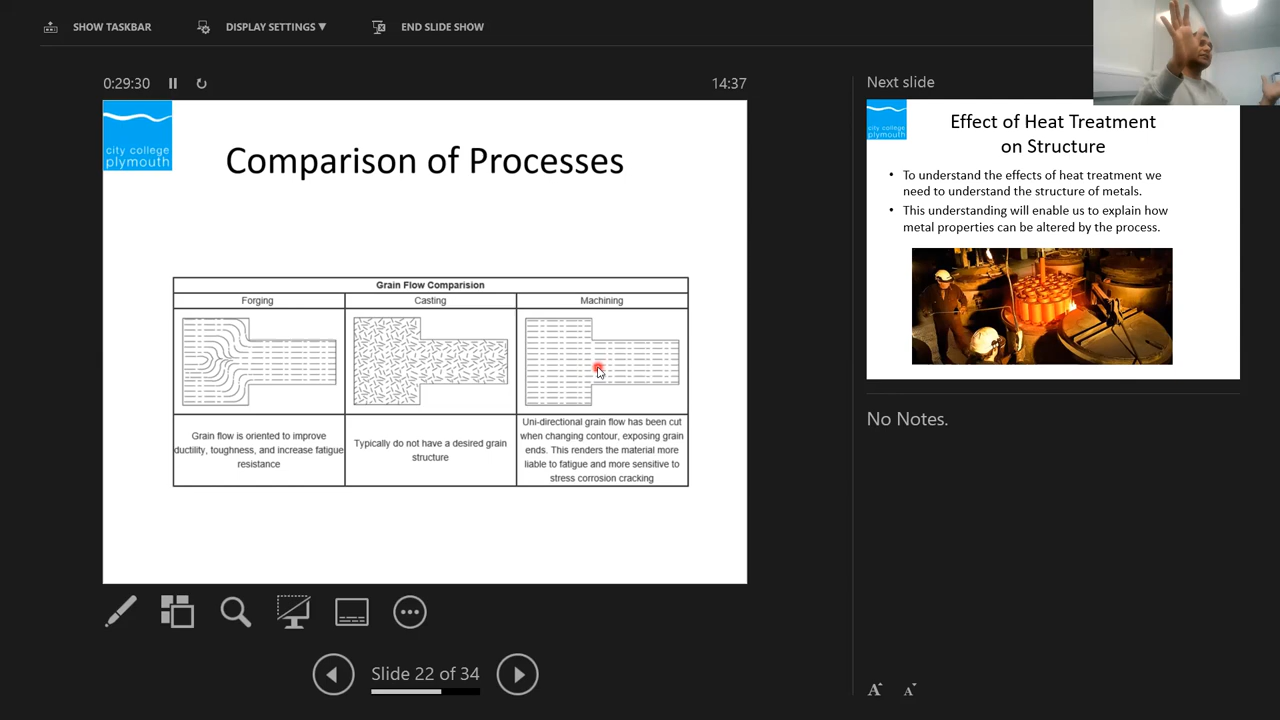 SHOW TASKBAR
DISPLAY SETTINGS ▼
END SLIDE SHOW
0:29:30
14:37
city college
plymouth
Comparison of Processes
Grain Flow Comparision
Forging
Casting
Machining
Grain flow is oriented to improve
ductility, toughness, and increase fatigue
resistance
Typically do not have a desired grain
structure
Uni-directional grain flow has been cut
when changing contour, exposing grain
ends. This renders the material more
liable to fatigue and more sensitive to
stress corrosion cracking
Slide 22 of 34
Next slide
city college
plymouth
Effect of Heat Treatment
on Structure
• To understand the effects of heat treatment we
need to understand the structure of metals.
• This understanding will enable us to explain how
metal properties can be altered by the process.
No Notes.
A A